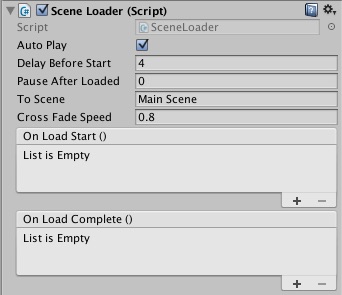 Scene Loader (Script)
Script SceneLoader
Auto Play
Delay Before Start 4
Pause After Loaded 0
To Scene Main Scene
Cross Fade Speed 0.8
On Load Start ()
List is Empty
+ −
On Load Complete ()
List is Empty
+ −